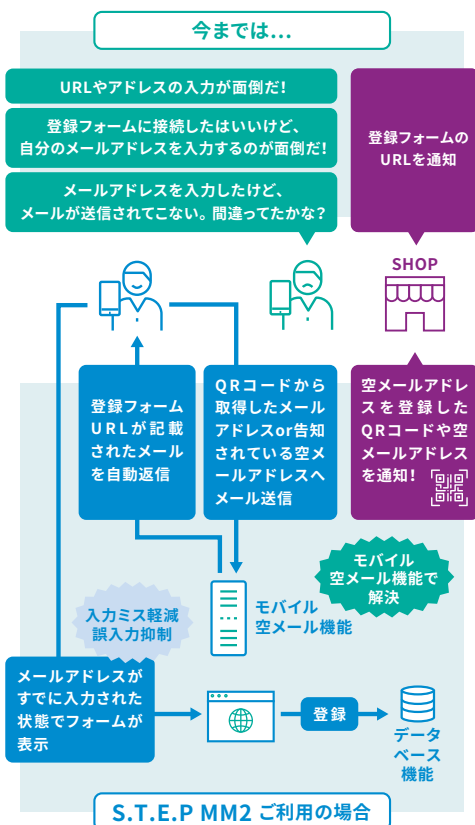 今までは...
URLやアドレスの入力が面倒だ!
登録フォームに接続したはいいけど、
自分のメールアドレスを入力するのが面倒だ!
メールアドレスを入力したけど、
メールが送信されてこない。間違ってたかな?
登録フォームの
URLを通知
SHOP
登録フォーム
URLが記載
されたメール
を自動返信
QRコードから
取得したメール
アドレスor告知
されている空メ
ールアドレスへ
メール送信
空メールアドレ
スを登録した
QRコードや空
メールアドレス
を通知!
モバイル
空メール機能で
解決
入力ミス軽減
誤入力抑制
モバイル
空メール機能
メールアドレスが
すでに入力された
状態でフォームが
表示
登録
データ
ベース
機能
S.T.E.P MM2 ご利用の場合